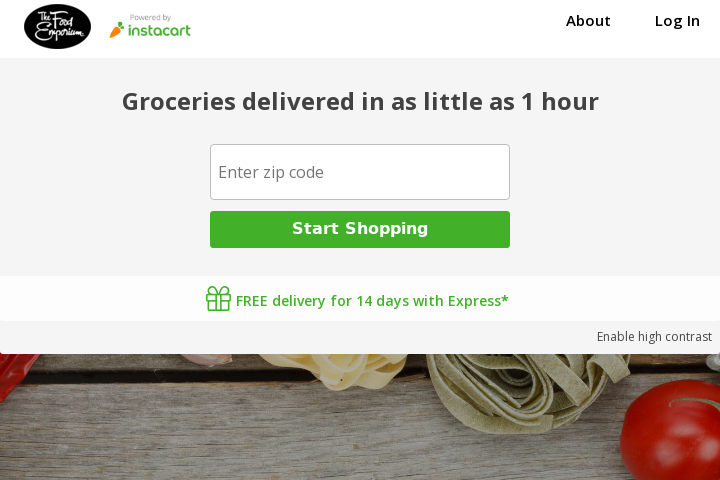 The Food Emporium
Powered by
instacart
About
Log In
Groceries delivered in as little as 1 hour
Enter zip code
Start Shopping
FREE delivery for 14 days with Express*
Enable high contrast